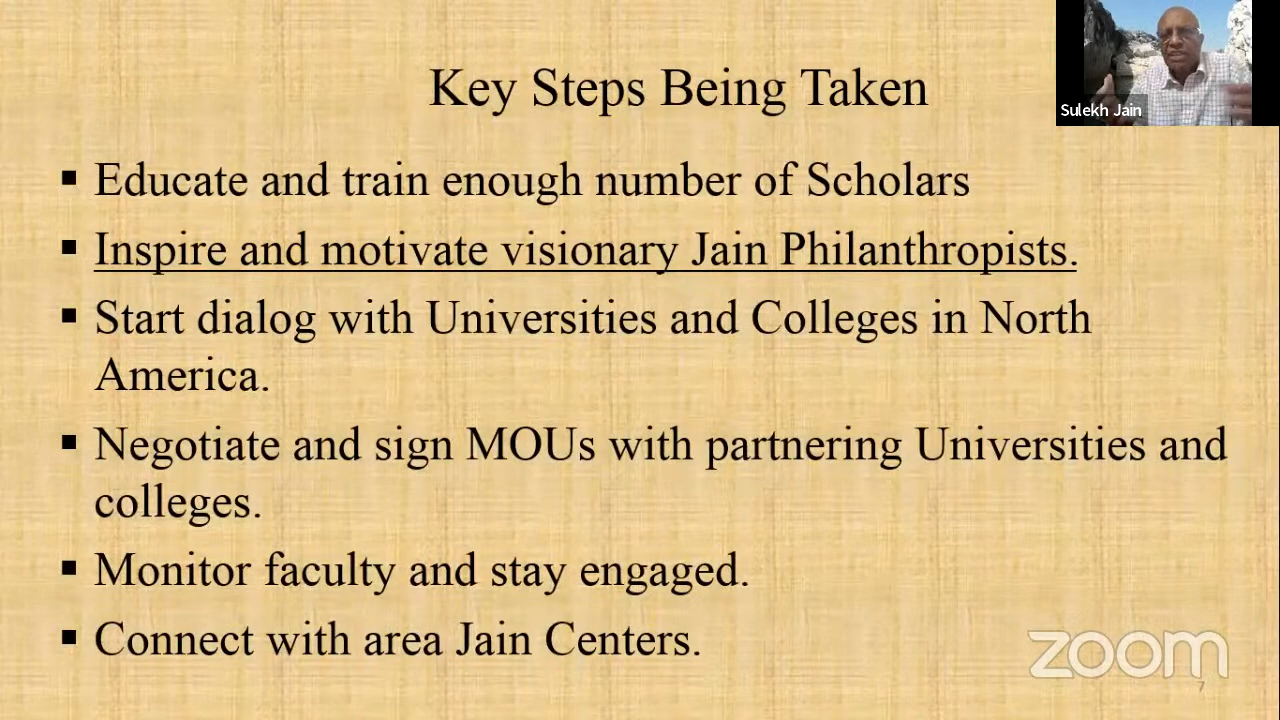 Key Steps Being Taken
Sulekh Jain
▪ Educate and train enough number of Scholars
▪ Inspire and motivate visionary Jain Philanthropists.
▪ Start dialog with Universities and Colleges in North
America.
▪ Negotiate and sign MOUs with partnering Universities and
colleges.
▪ Monitor faculty and stay engaged.
▪ Connect with area Jain Centers.
zoom
7